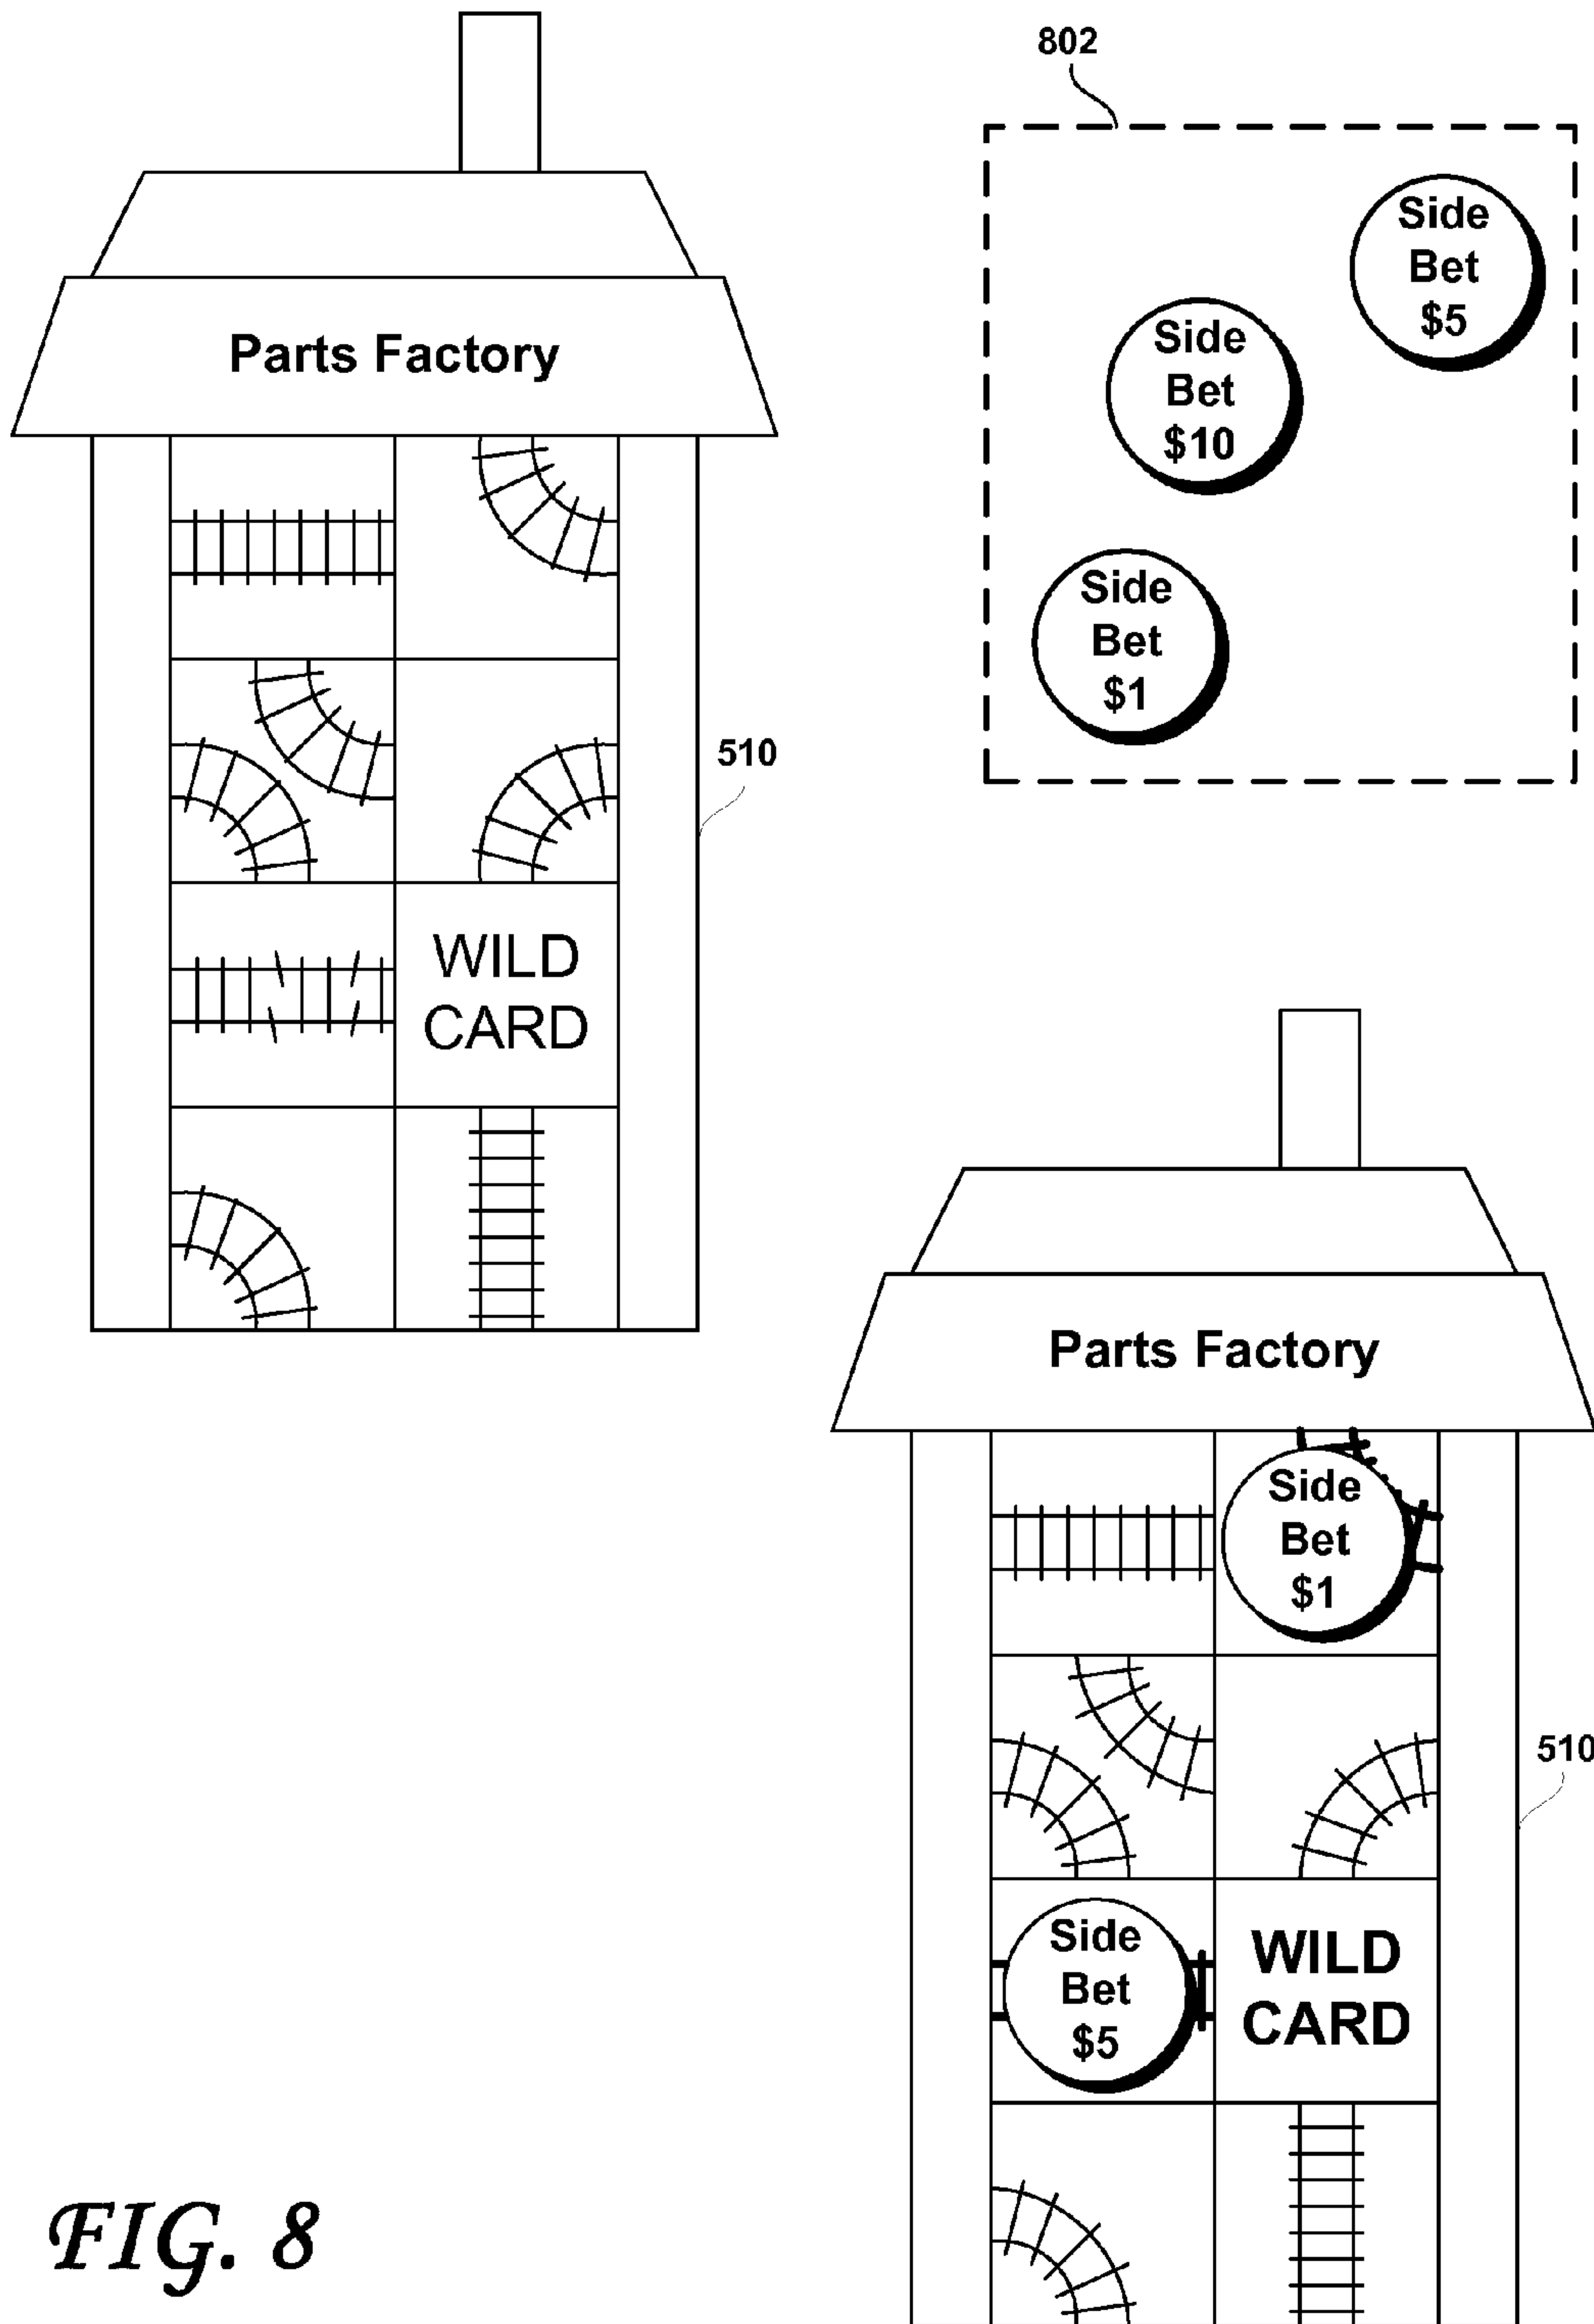 802
Side
Bet
$5
Side
Bet
$10
Parts Factory
Side
Bet
$1
510
WILD
CARD
Parts Factory
Side
Bet
$1
510
Side
Bet
$5
WILD
CARD
FIG. 8